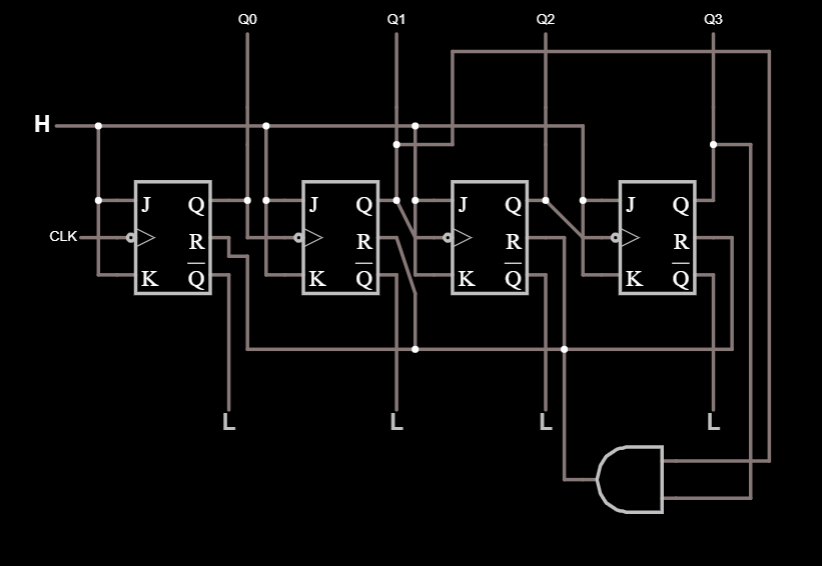 Q0 Q1 Q2 Q3
H
J Q J Q J Q J Q
CLK R R R R
K Q̅ K Q̅ K Q̅ K Q̅
L L L L